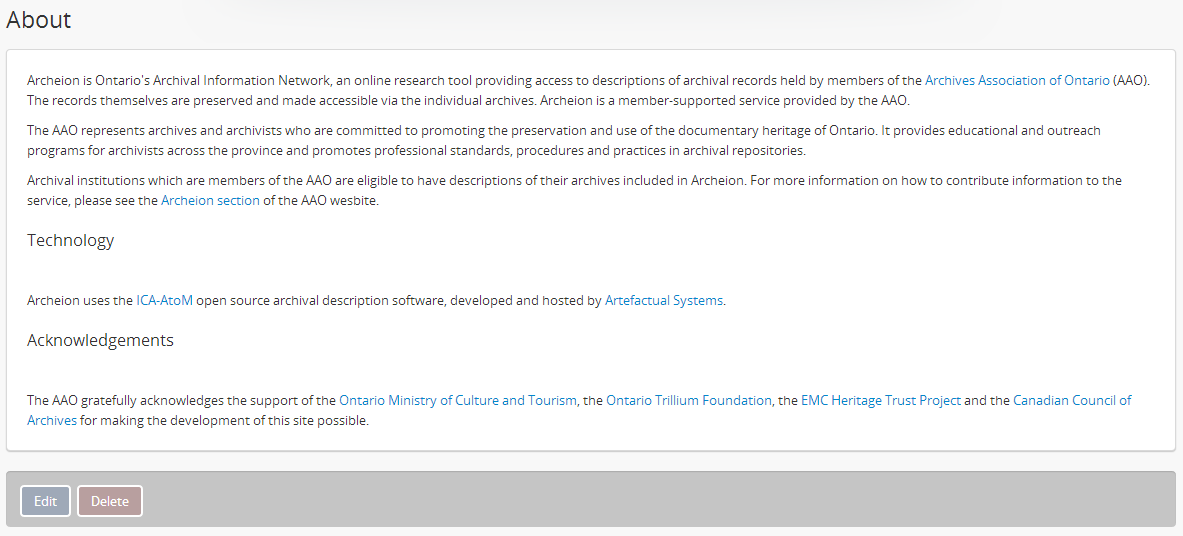 About
Archeion is Ontario's Archival Information Network, an online research tool providing access to descriptions of archival records held by members of the Archives Association of Ontario (AAO).
The records themselves are preserved and made accessible via the individual archives. Archeion is a member-supported service provided by the AAO.
The AAO represents archives and archivists who are committed to promoting the preservation and use of the documentary heritage of Ontario. It provides educational and outreach
programs for archivists across the province and promotes professional standards, procedures and practices in archival repositories.
Archival institutions which are members of the AAO are eligible to have descriptions of their archives included in Archeion. For more information on how to contribute information to the
service, please see the Archeion section of the AAO wesbite.
Technology
Archeion uses the ICA-AtoM open source archival description software, developed and hosted by Artefactual Systems.
Acknowledgements
The AAO gratefully acknowledges the support of the Ontario Ministry of Culture and Tourism, the Ontario Trillium Foundation, the EMC Heritage Trust Project and the Canadian Council of
Archives for making the development of this site possible.
Edit Delete